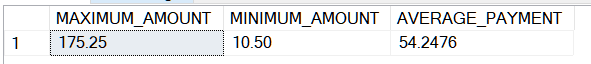 MAXIMUM_AMOUNT MINIMUM_AMOUNT AVERAGE_PAYMENT
1 175.25 10.50 54.2476